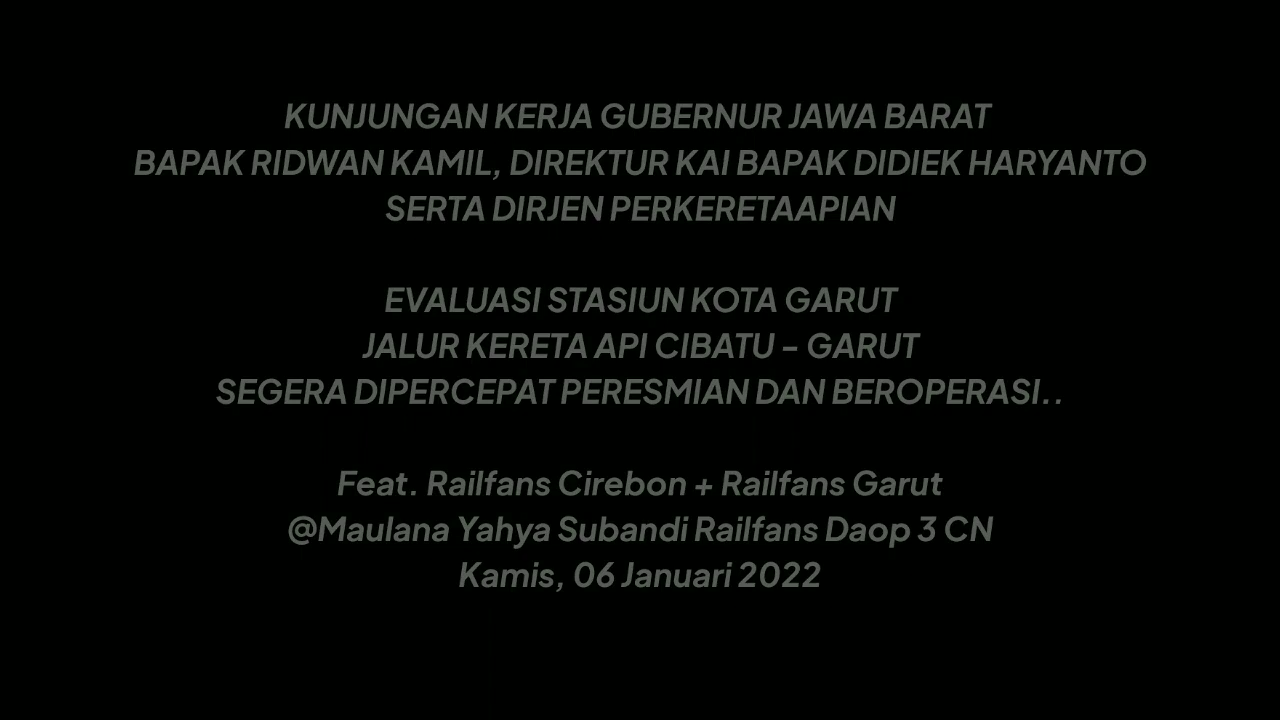 KUNJUNGAN KERJA GUBERNUR JAWA BARAT
BAPAK RIDWAN KAMIL, DIREKTUR KAI BAPAK DIDIEK HARYANTO
SERTA DIRJEN PERKERETAAPIAN
EVALUASI STASIUN KOTA GARUT
JALUR KERETA API CIBATU - GARUT
SEGERA DIPERCEPAT PERESMIAN DAN BEROPERASI..
Feat. Railfans Cirebon + Railfans Garut
@Maulana Yahya Subandi Railfans Daop 3 CN
Kamis, 06 Januari 2022